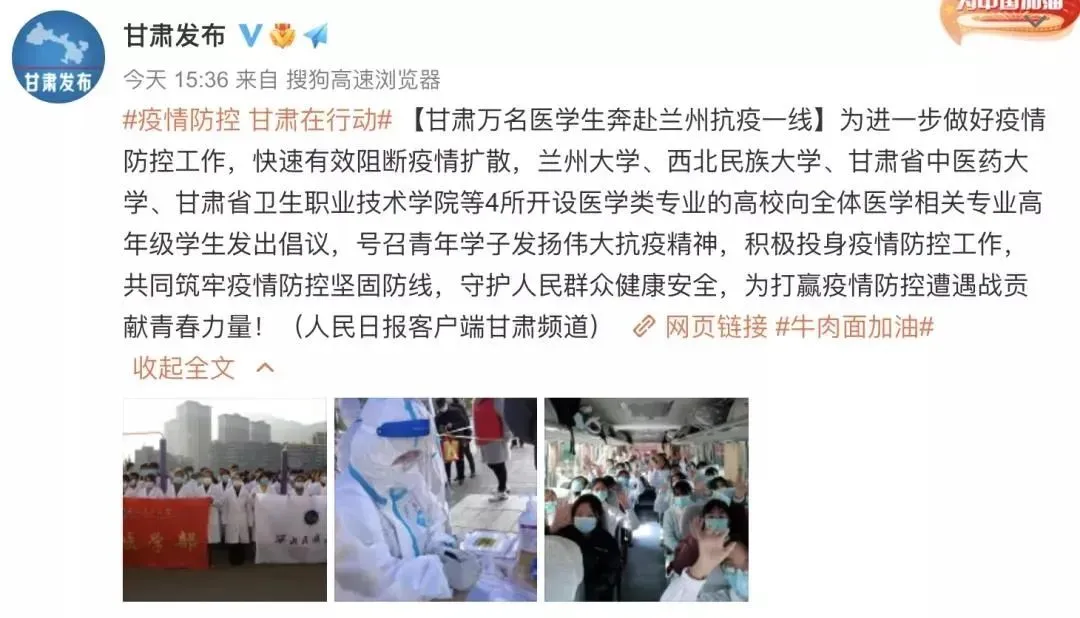 为中国加油
甘肃发布
甘肃发布
今天 15:36 来自 搜狗高速浏览器
#疫情防控 甘肃在行动# 【甘肃万名医学生奔赴兰州抗疫一线】为进一步做好疫情
防控工作，快速有效阻断疫情扩散，兰州大学、西北民族大学、甘肃省中医药大
学、甘肃省卫生职业技术学院等4所开设医学类专业的高校向全体医学相关专业高
年级学生发出倡议，号召青年学子发扬伟大抗疫精神，积极投身疫情防控工作，
共同筑牢疫情防控坚固防线，守护人民群众健康安全，为打赢疫情防控遭遇战贡
献青春力量！（人民日报客户端甘肃频道） 网页链接 #牛肉面加油#
收起全文
医学部